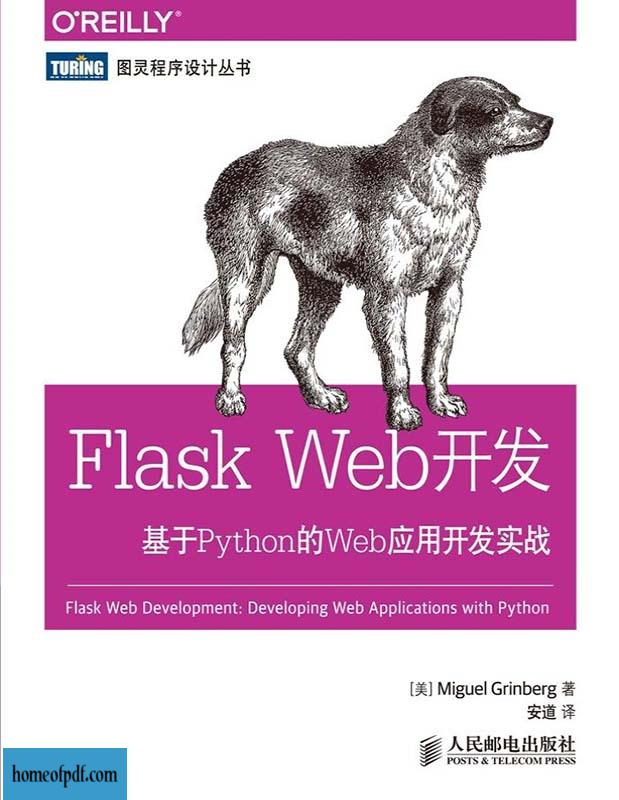 O'REILLY®
TURING 图灵程序设计丛书
Flask Web开发
基于Python的Web应用开发实战
Flask Web Development: Developing Web Applications with Python
[美] Miguel Grinberg 著
安道 译
人民邮电出版社
POSTS & TELECOM PRESS
homeofpdf.com